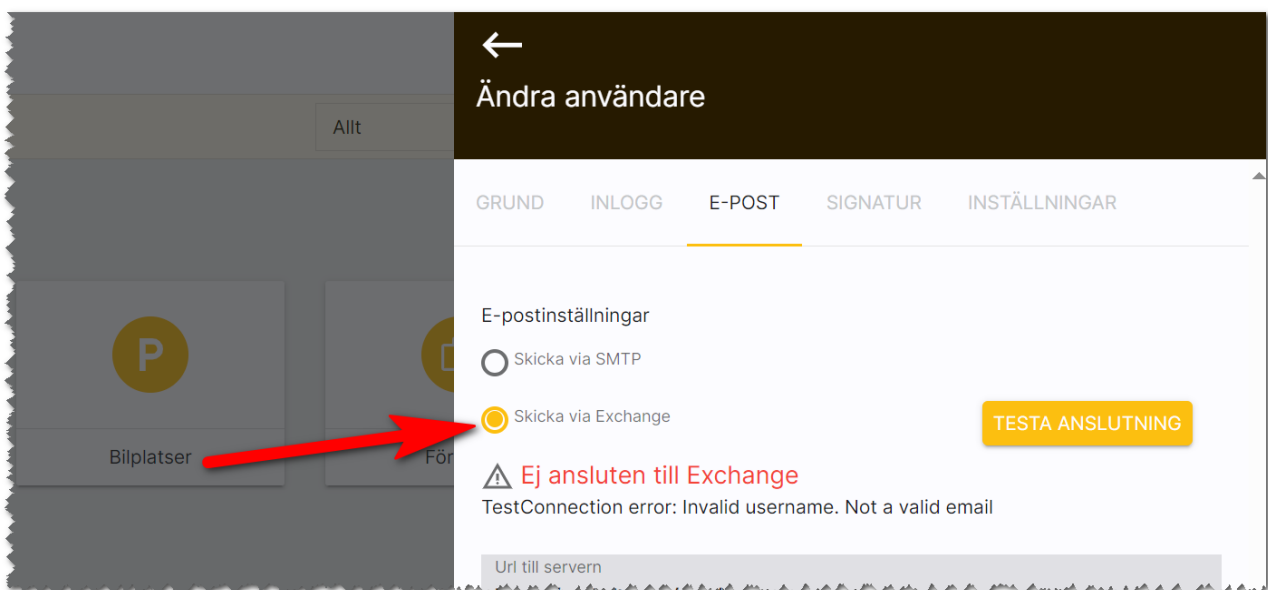 Ändra användare
Allt
GRUND INLOGG E-POST SIGNATUR INSTÄLLNINGAR
E-postinställningar
Skicka via SMTP
P
Skicka via Exchange
TESTA ANSLUTNING
Bilplatser
För
Ej ansluten till Exchange
TestConnection error: Invalid username. Not a valid email
Url till servern